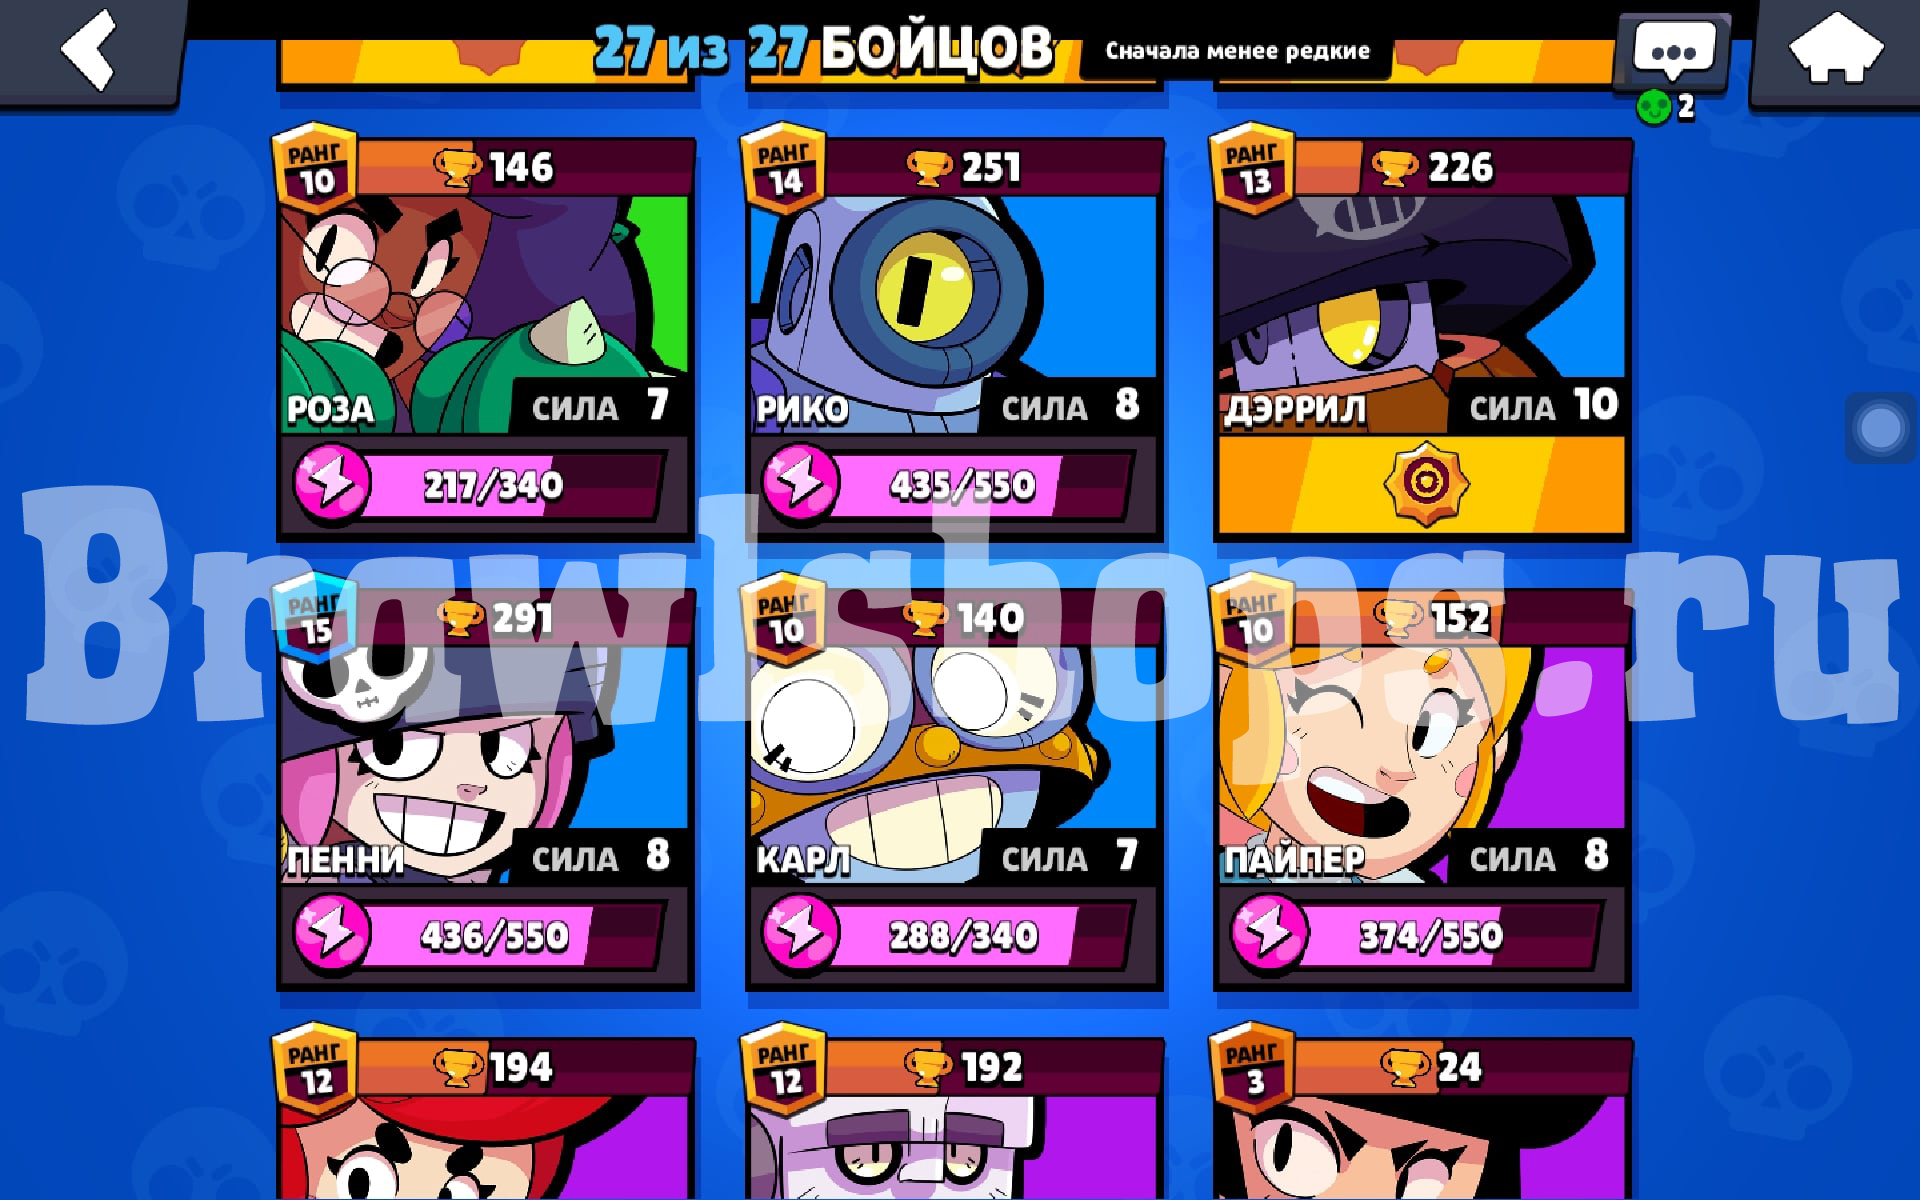 27 из 27 БОЙЦОВ
Сначала менее редкие
2
РАНГ
10
146
РАНГ
14
251
РАНГ
13
226
РОЗА
СИЛА 7
РИКО
СИЛА 8
ДЭРРИЛ
СИЛА 10
217/340
435/550
Brawlshops.ru
РАНГ
15
291
РАНГ
10
140
РАНГ
10
152
ПЕННИ
СИЛА 8
КАРЛ
СИЛА 7
ПАЙПЕР
СИЛА 8
436/550
288/340
374/550
РАНГ
12
194
РАНГ
12
192
РАНГ
3
24